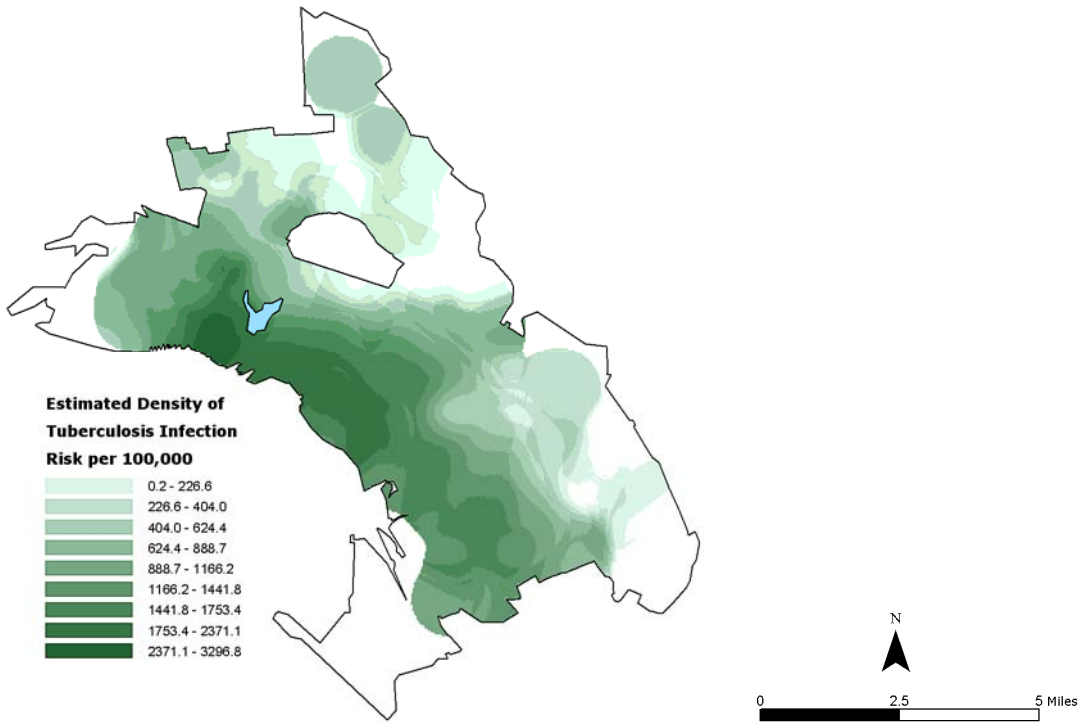 Estimated Density of
Tuberculosis Infection
Risk per 100,000
0.2 - 226.6
226.6 - 404.0
404.0 - 624.4
624.4 - 888.7
888.7 - 1166.2
1166.2 - 1441.8
1441.8 - 1753.4
1753.4 - 2371.1
2371.1 - 3296.8
N
0 2.5 5 Miles